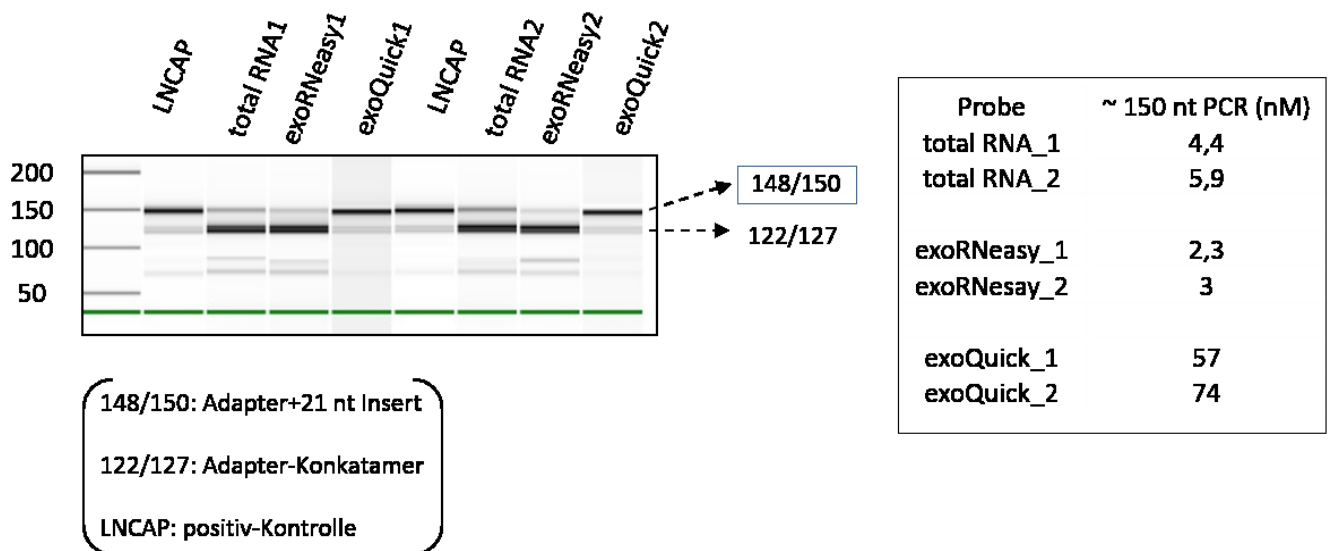 LNCAP
total RNA1
exoRNeasy1
exoQuick1
LNCAP
total RNA2
exoRNeasy2
exoQuick2
200
150
100
50
148/150
122/127
148/150: Adapter+21 nt Insert
122/127: Adapter-Konkatamer
LNCAP: positiv-Kontrolle
Probe ~ 150 nt PCR (nM)
total RNA_1 4,4
total RNA_2 5,9
exoRNeasy_1 2,3
exoRNesay_2 3
exoQuick_1 57
exoQuick_2 74